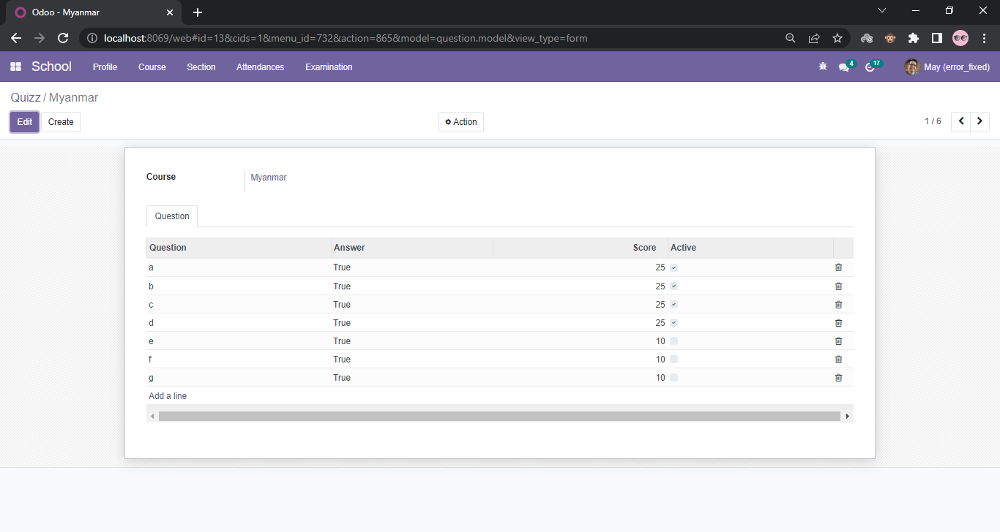 Odoo - Myanmar
localhost:8069/web#id=13&cids=1&menu_id=732&action=865&model=question.model&view_type=form
School Profile Course Section Attendances Examination 4 17 May (error_fixed)
Quizz / Myanmar
Edit Create Action 1 / 6
Course Myanmar
Question
Question Answer Score Active
a True 25
b True 25
c True 25
d True 25
e True 10
f True 10
g True 10
Add a line